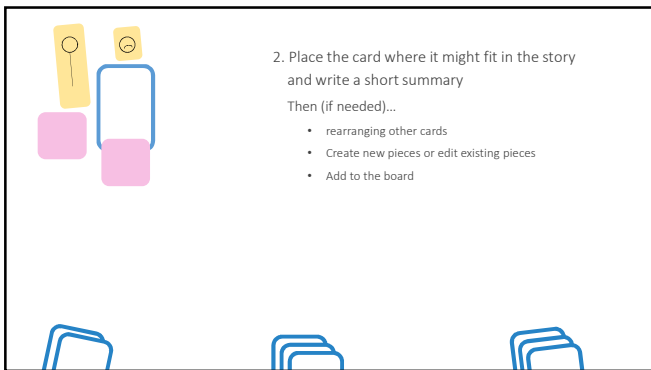 2. Place the card where it might fit in the story
and write a short summary
Then (if needed)...
• rearranging other cards
• Create new pieces or edit existing pieces
• Add to the board